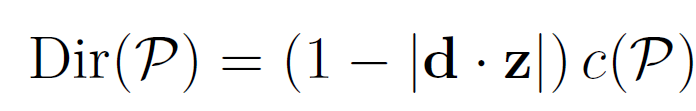 Dir(𝒫) = (1 − |𝐝 · 𝐳|) c(𝒫)